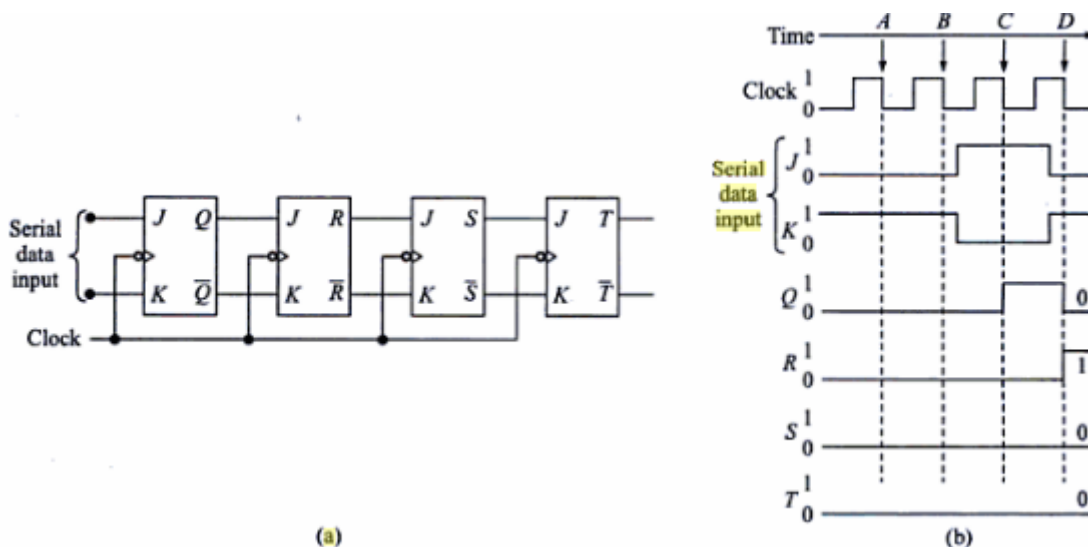 J Q J R J S J T
Serial
data
input
K Q̅ K R̅ K S̅ K T̅
Clock
(a)
A B C D
Time
Clock 1
0
Serial
data
input
J 1
0
K 1
0
Q 1
0 0
R 1
0 1
S 1
0 0
T 1
0 0
(b)